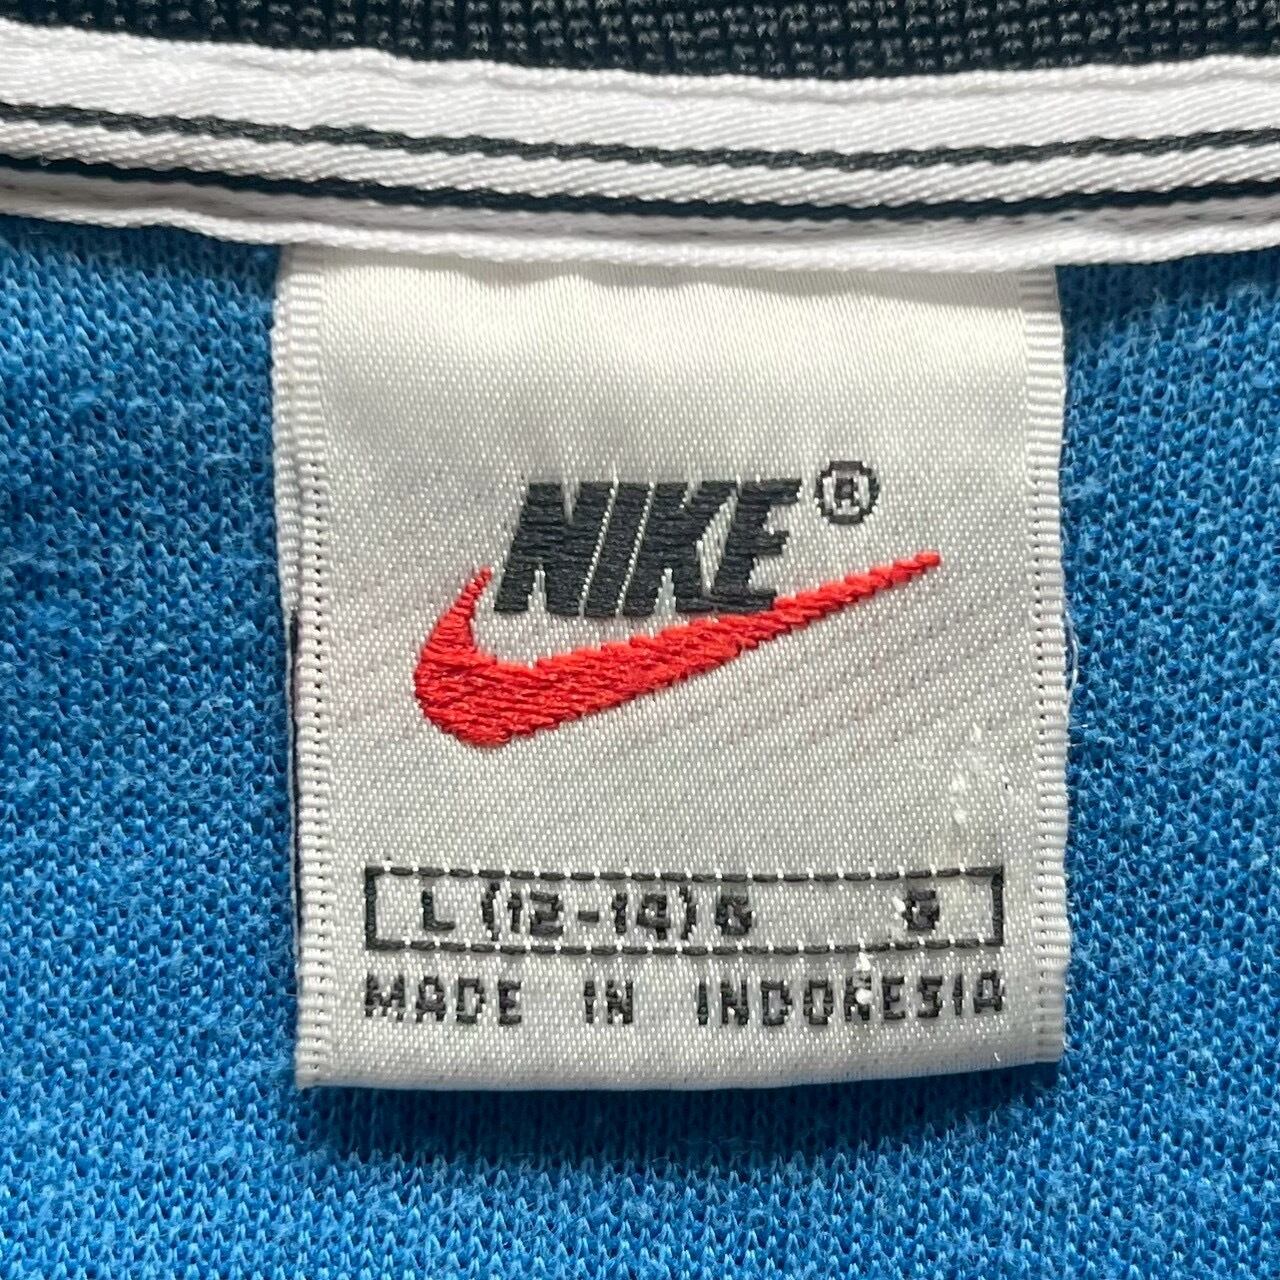 NIKE ®
L (12-14) G G
MADE IN INDONESIA